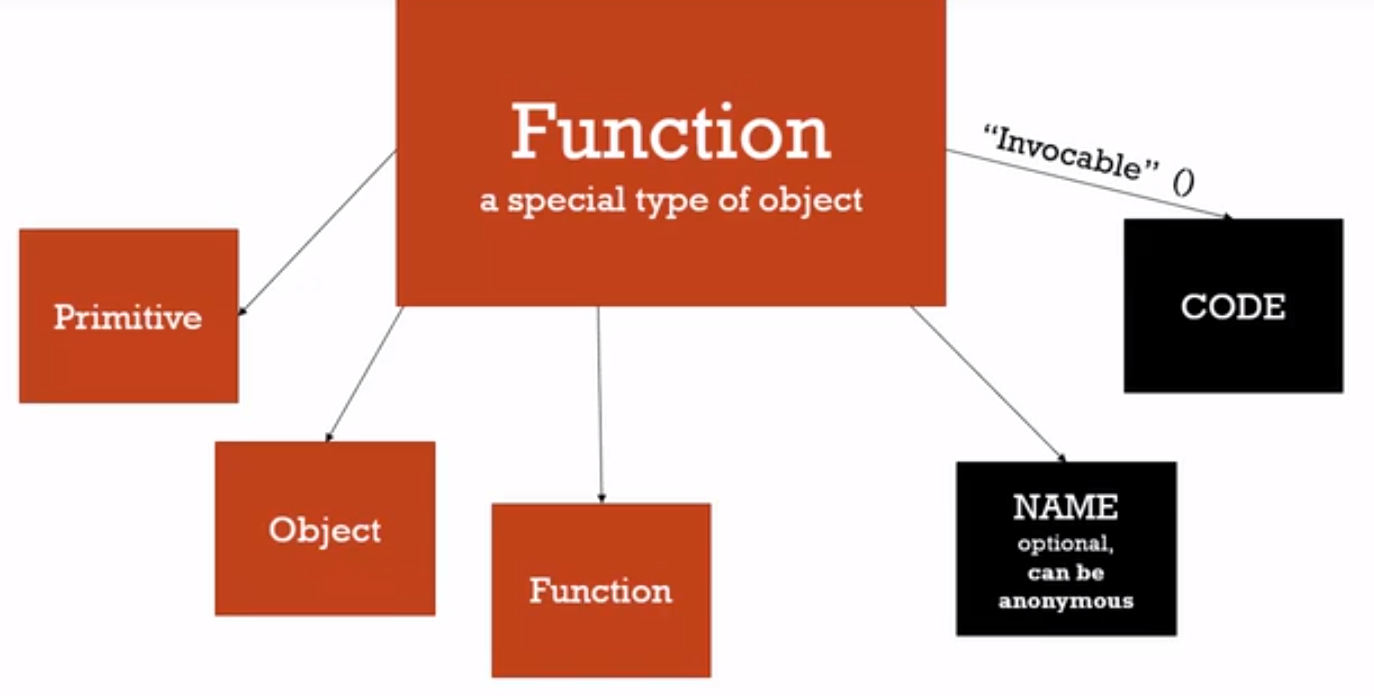 Function
a special type of object
“Invocable” ()
Primitive
CODE
Object
Function
NAME
optional,
can be
anonymous